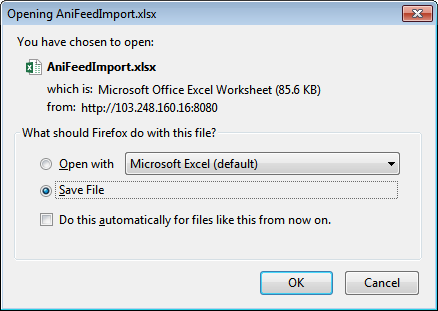 Opening AniFeedImport.xlsx
You have chosen to open:
AniFeedImport.xlsx
which is: Microsoft Office Excel Worksheet (85.6 KB)
from: http://103.248.160.16:8080
What should Firefox do with this file?
Open with Microsoft Excel (default)
Save File
Do this automatically for files like this from now on.
OK Cancel